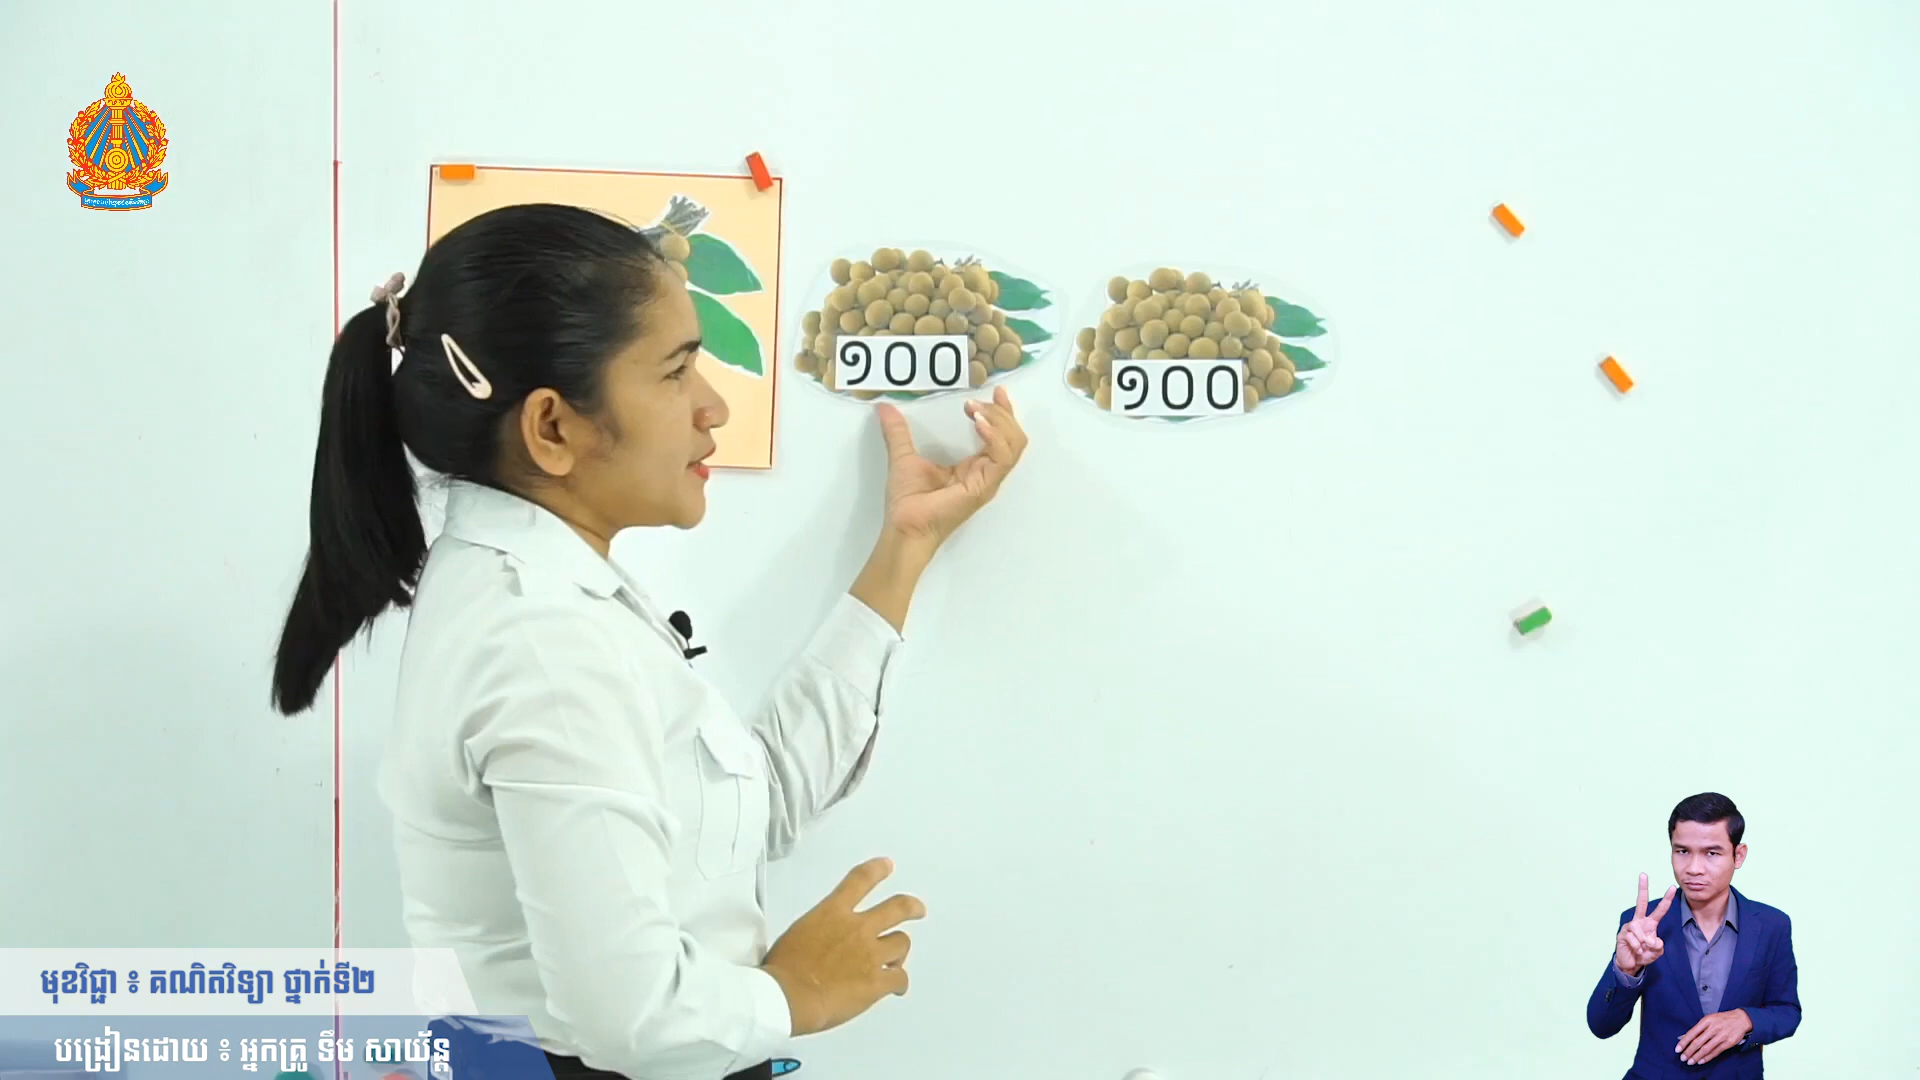 ១០០
១០០
មុខវិជ្ជា ៖ គណិតវិទ្យា ថ្នាក់ទី២
បង្រៀនដោយ ៖ អ្នកគ្រូ ទឹម សាយ័ន្ត